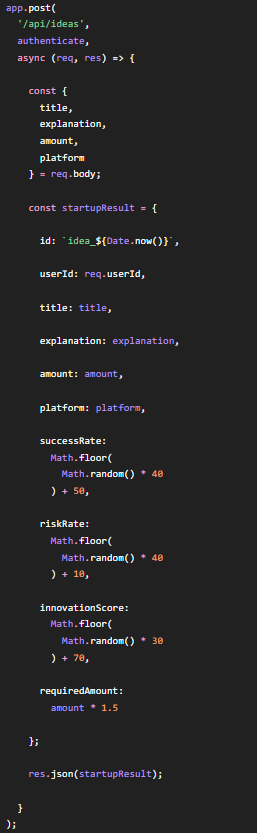 app.post(
'/api/ideas',
authenticate,
async (req, res) => {
const {
title,
explanation,
amount,
platform
} = req.body;
const startupResult = {
id: `idea_${Date.now()}`,
userId: req.userId,
title: title,
explanation: explanation,
amount: amount,
platform: platform,
successRate:
Math.floor(
Math.random() * 40
) + 50,
riskRate:
Math.floor(
Math.random() * 40
) + 10,
innovationScore:
Math.floor(
Math.random() * 30
) + 70,
requiredAmount:
amount * 1.5
};
res.json(startupResult);
}
);